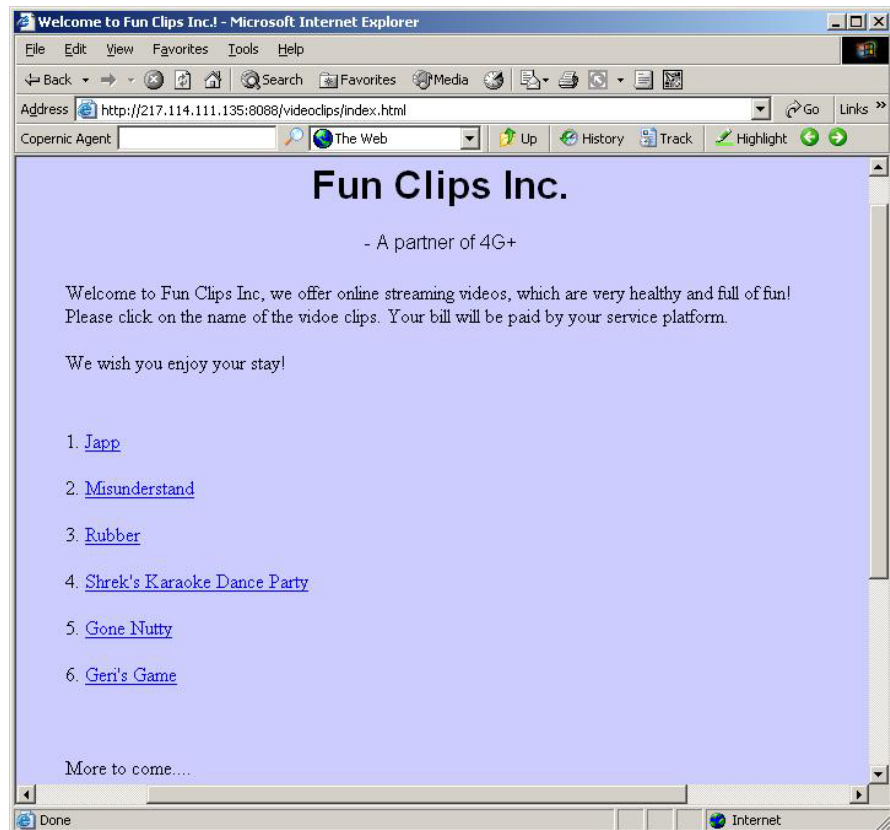 Welcome to Fun Clips Inc.! - Microsoft Internet Explorer
File Edit View Favorites Tools Help
Back Search Favorites Media
Address http://217.114.111.135:8088/videoclips/index.html Go Links »
Copernic Agent The Web Up History Track Highlight
Fun Clips Inc.
- A partner of 4G+
Welcome to Fun Clips Inc, we offer online streaming videos, which are very healthy and full of fun!
Please click on the name of the vidoe clips. Your bill will be paid by your service platform.
We wish you enjoy your stay!
1. Japp
2. Misunderstand
3. Rubber
4. Shrek's Karaoke Dance Party
5. Gone Nutty
6. Geri's Game
More to come....
Done Internet